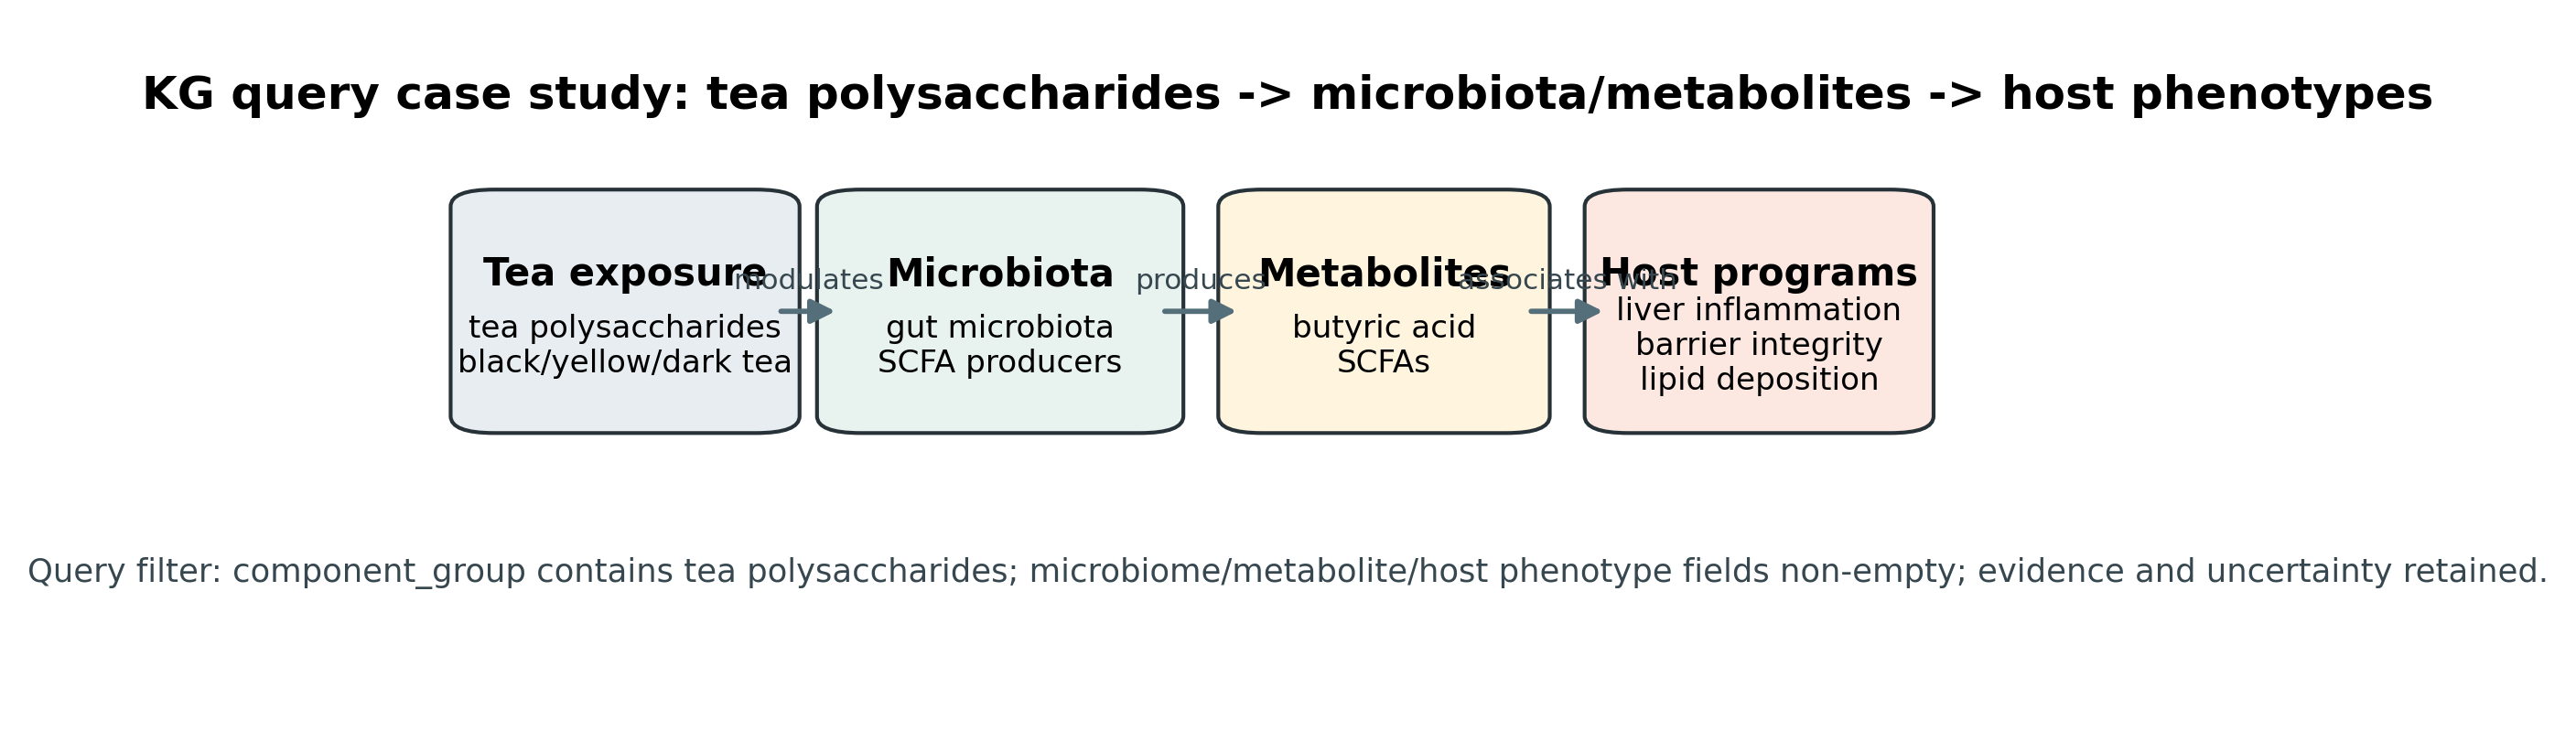 KG query case study: tea polysaccharides -> microbiota/metabolites -> host phenotypes
Tea exposure
tea polysaccharides
black/yellow/dark tea
modulates
Microbiota
gut microbiota
SCFA producers
produces
Metabolites
butyric acid
SCFAs
associates with
Host programs
liver inflammation
barrier integrity
lipid deposition
Query filter: component_group contains tea polysaccharides; microbiome/metabolite/host phenotype fields non-empty; evidence and uncertainty retained.